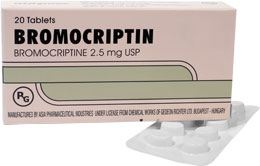 20 Tablets
BROMOCRIPTIN
BROMOCRIPTINE 2.5 mg USP
RG
MANUFACTURED BY ASIA PHARMACEUTICAL INDUSTRIES UNDER LICENSE FROM CHEMICAL WORKS OF GEDEON RICHTER LTD. BUDAPEST - HUNGARY